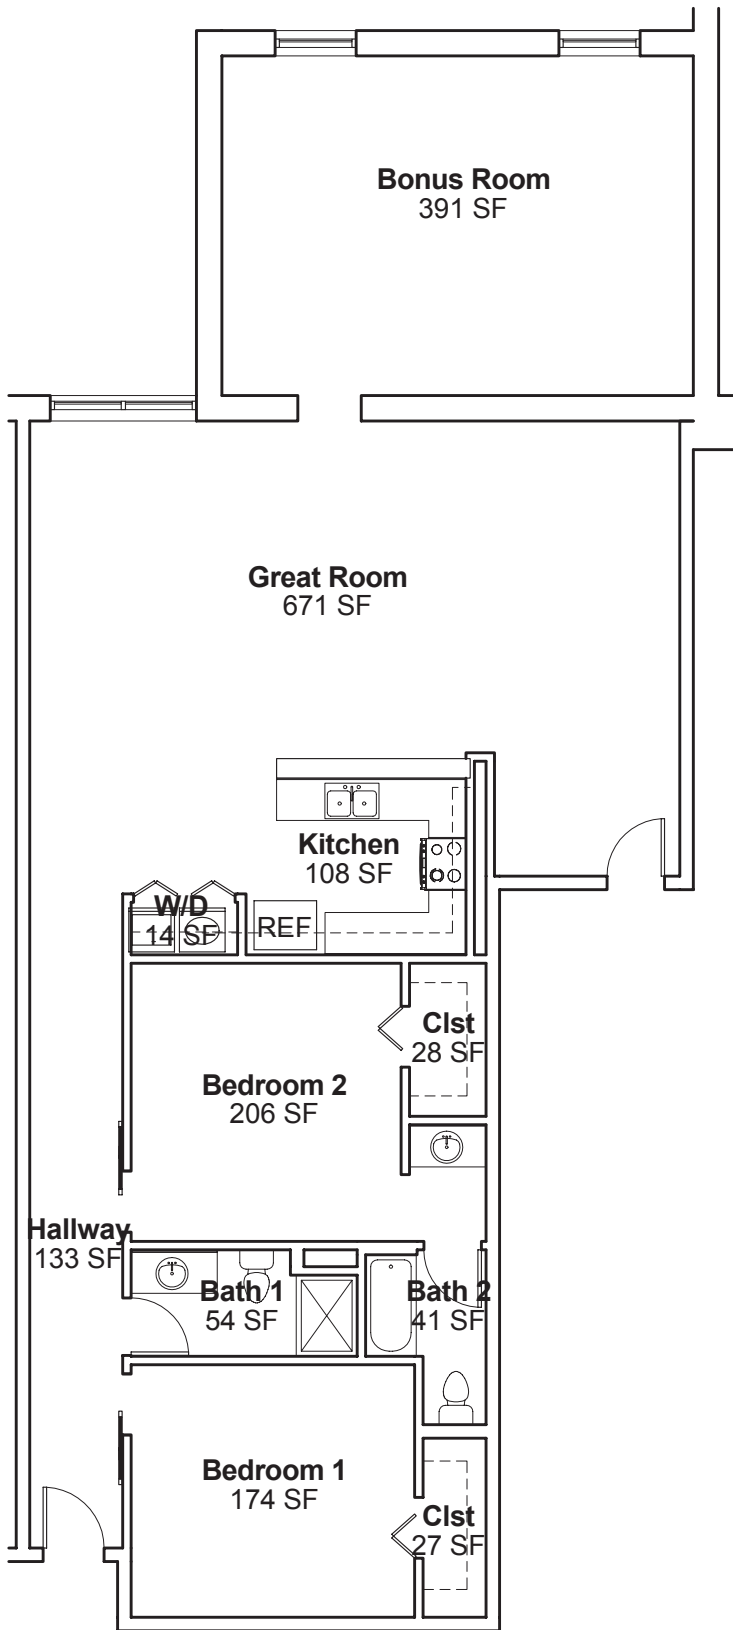 Bonus Room
391 SF
Great Room
671 SF
Kitchen
108 SF
W/D
14 SF
REF
Clst
28 SF
Bedroom 2
206 SF
Hallway
133 SF
Bath 1
54 SF
Bath 2
41 SF
Bedroom 1
174 SF
Clst
27 SF